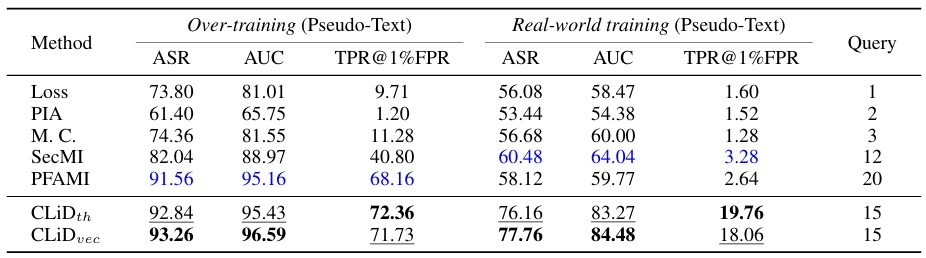 Method Over-training (Pseudo-Text) Real-world training (Pseudo-Text) Query
ASR AUC TPR@1%FPR ASR AUC TPR@1%FPR
Loss 73.80 81.01 9.71 56.08 58.47 1.60 1
PIA 61.40 65.75 1.20 53.44 54.38 1.52 2
M. C. 74.36 81.55 11.28 56.68 60.00 1.28 3
SecMI 82.04 88.97 40.80 60.48 64.04 3.28 12
PFAMI 91.56 95.16 68.16 58.12 59.77 2.64 20
CLiD_th 92.84 95.43 72.36 76.16 83.27 19.76 15
CLiD_vec 93.26 96.59 71.73 77.76 84.48 18.06 15